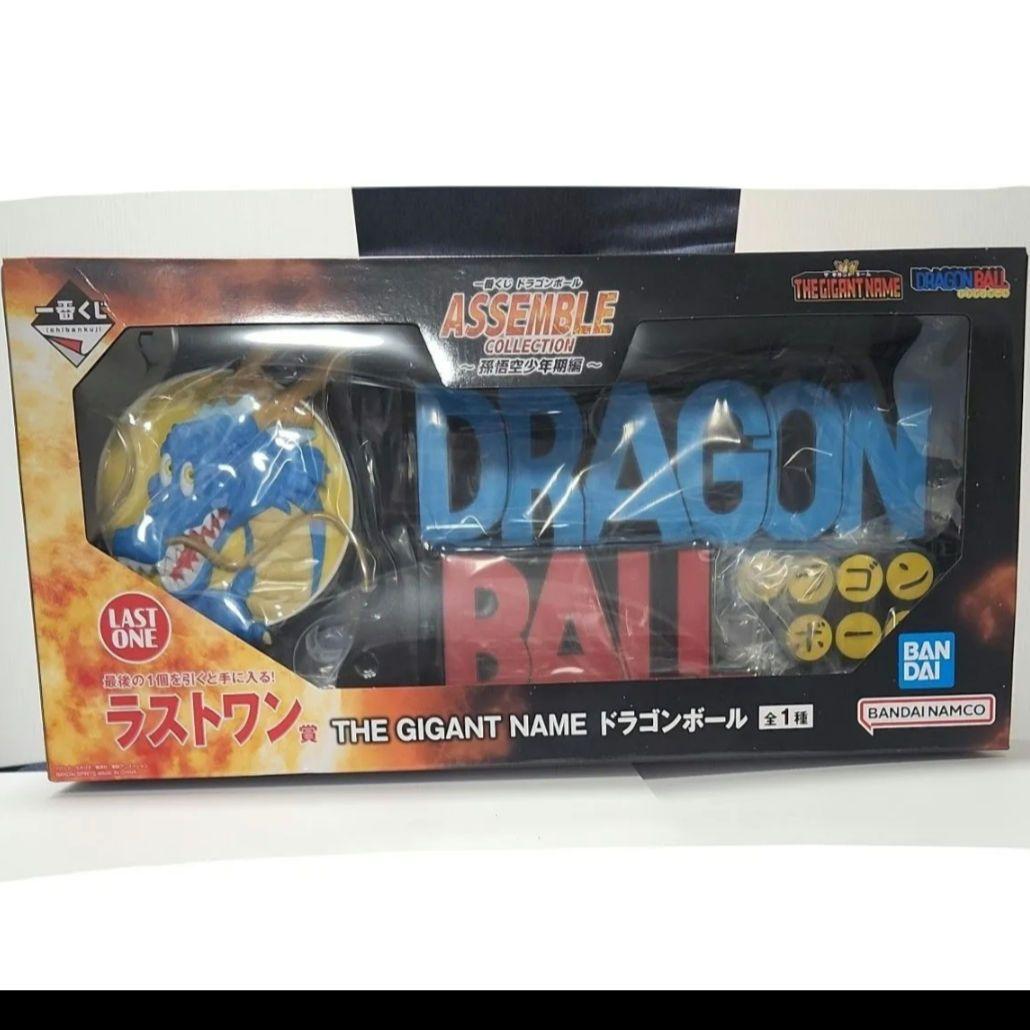 一番くじ
ichibankuji
一番くじ ドラゴンボール
ASSEMBLE
COLLECTION
～ 孫悟空少年期編 ～
THE GIGANT NAME
DRAGON BALL
DRAGON
BALL
ゴン
ボー
LAST
ONE
最後の1個を引くと手に入る!
ラストワン賞
THE GIGANT NAME ドラゴンボール 全1種
BAN
DAI
BANDAI NAMCO